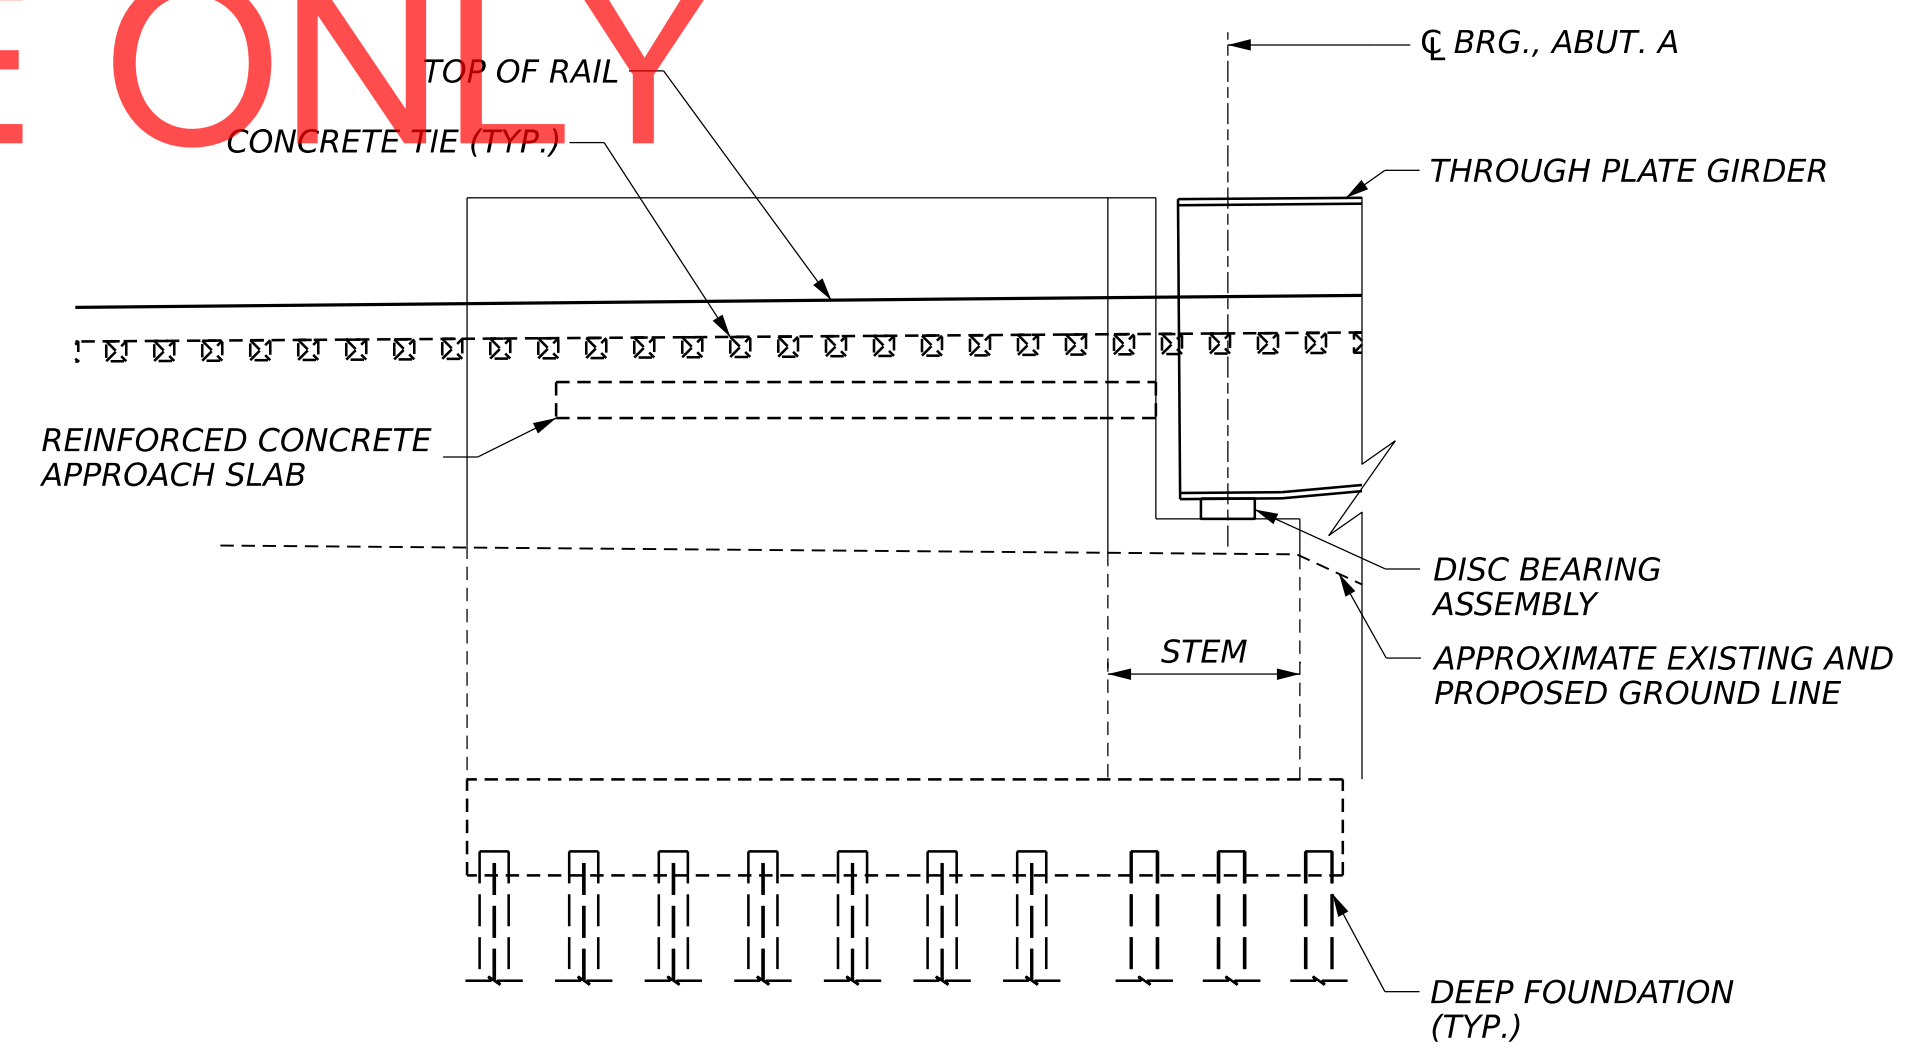 E ONLY
℄ BRG., ABUT. A
TOP OF RAIL
CONCRETE TIE (TYP.)
THROUGH PLATE GIRDER
REINFORCED CONCRETE
APPROACH SLAB
DISC BEARING
ASSEMBLY
STEM
APPROXIMATE EXISTING AND
PROPOSED GROUND LINE
DEEP FOUNDATION
(TYP.)